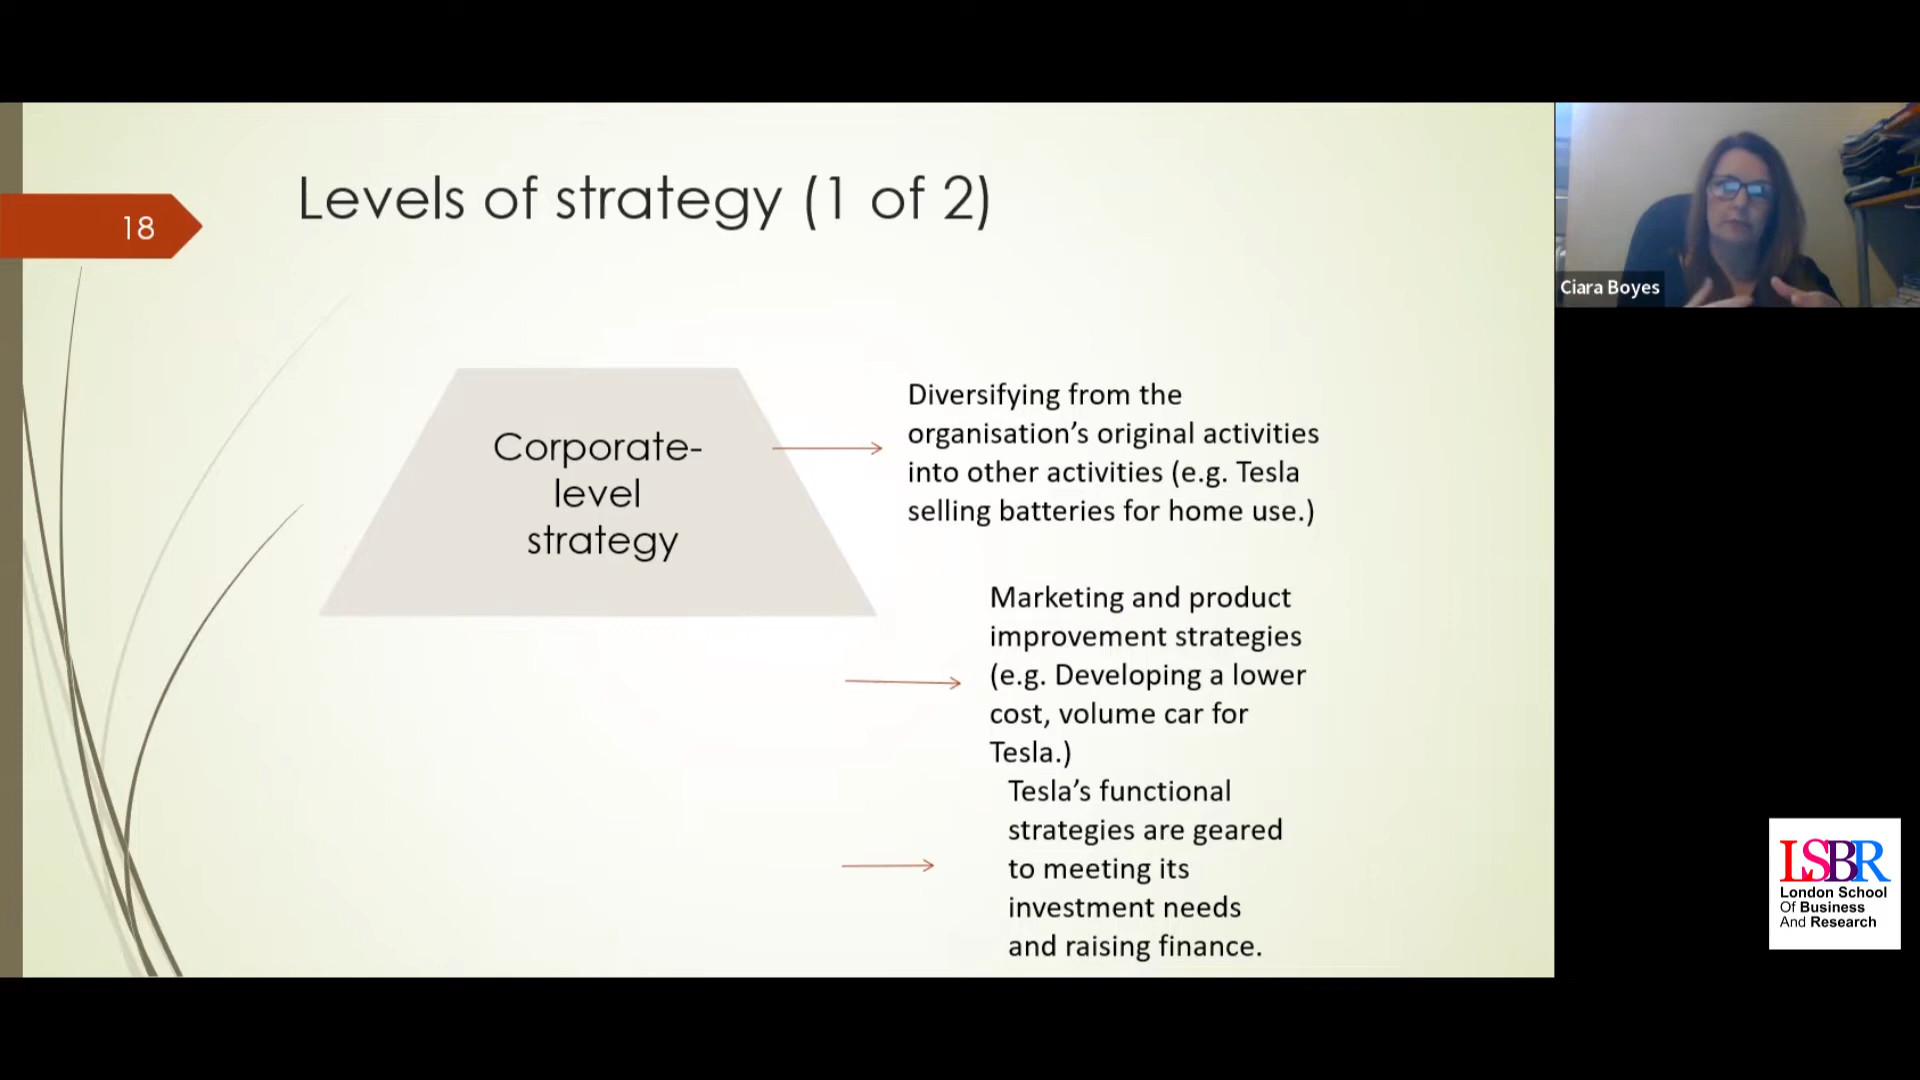 Levels of strategy (1 of 2)
18
Corporate-
level
strategy
Diversifying from the
organisation’s original activities
into other activities (e.g. Tesla
selling batteries for home use.)
Marketing and product
improvement strategies
(e.g. Developing a lower
cost, volume car for
Tesla.)
Tesla’s functional
strategies are geared
to meeting its
investment needs
and raising finance.
Ciara Boyes
LSBR
London School
Of Business
And Research